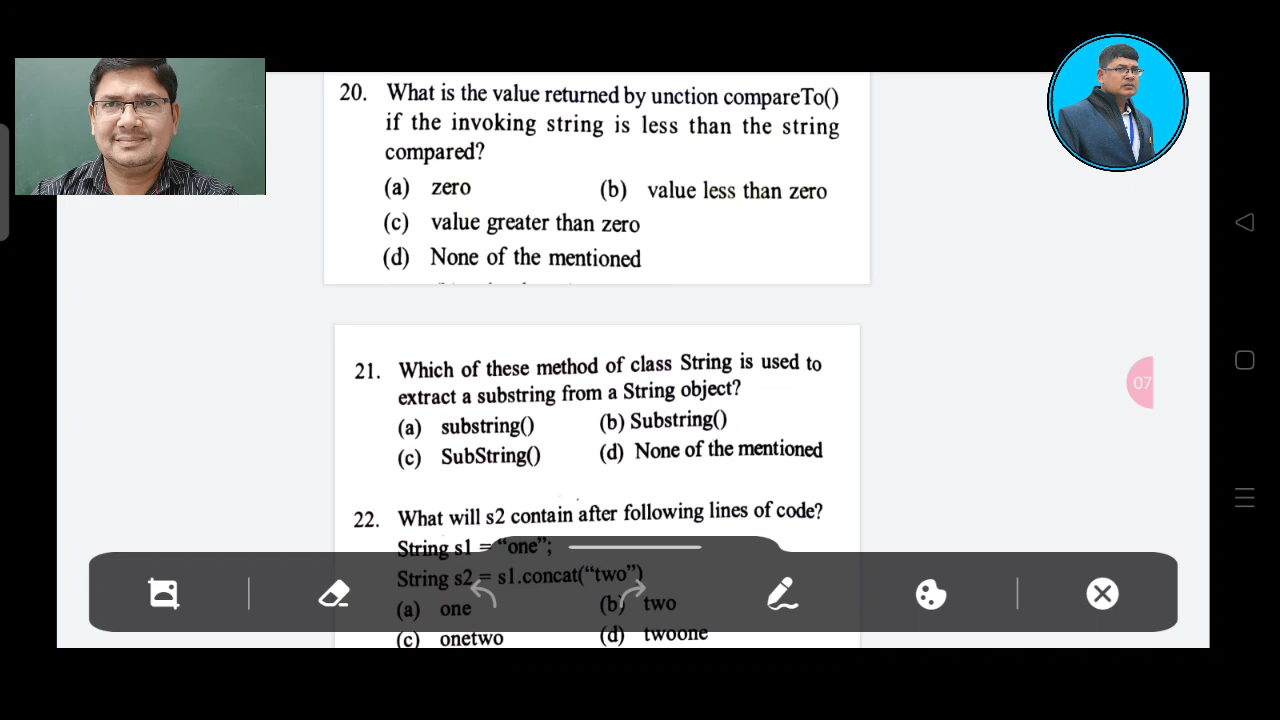 20. What is the value returned by unction compareTo()
if the invoking string is less than the string
compared?
(a) zero (b) value less than zero
(c) value greater than zero
(d) None of the mentioned
21. Which of these method of class String is used to
extract a substring from a String object?
(a) substring() (b) Substring()
(c) SubString() (d) None of the mentioned
07
22. What will s2 contain after following lines of code?
String s1 = “one”;
String s2 = s1.concat(“two”)
(a) one (b) two
(c) onetwo (d) twoone